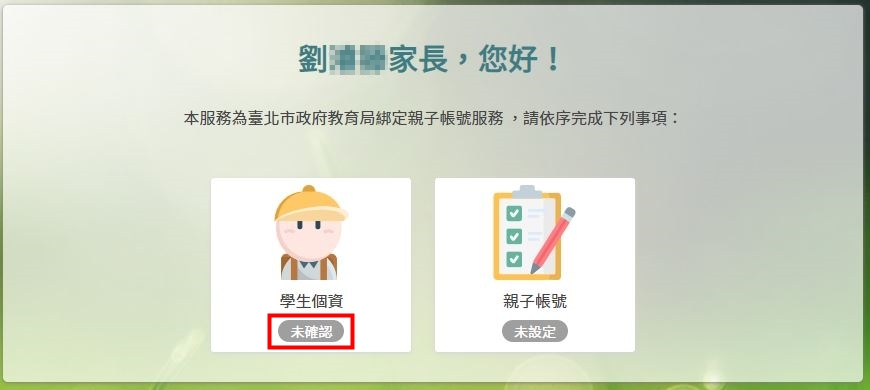 劉家長，您好！
本服務為臺北市政府教育局綁定親子帳號服務，請依序完成下列事項：
學生個資
未確認
親子帳號
未設定